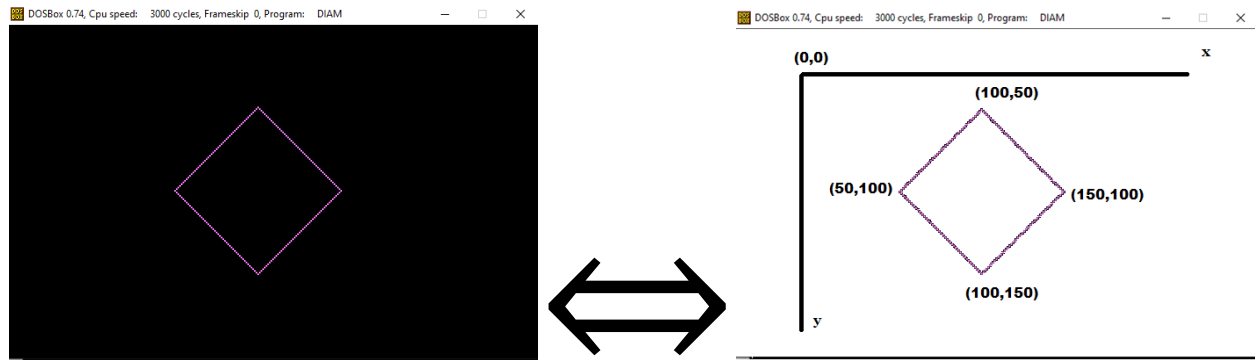 DOSBox 0.74, Cpu speed: 3000 cycles, Frameskip 0, Program: DIAM
DOSBox 0.74, Cpu speed: 3000 cycles, Frameskip 0, Program: DIAM
(0,0)
x
(100,50)
(50,100)
(150,100)
(100,150)
y